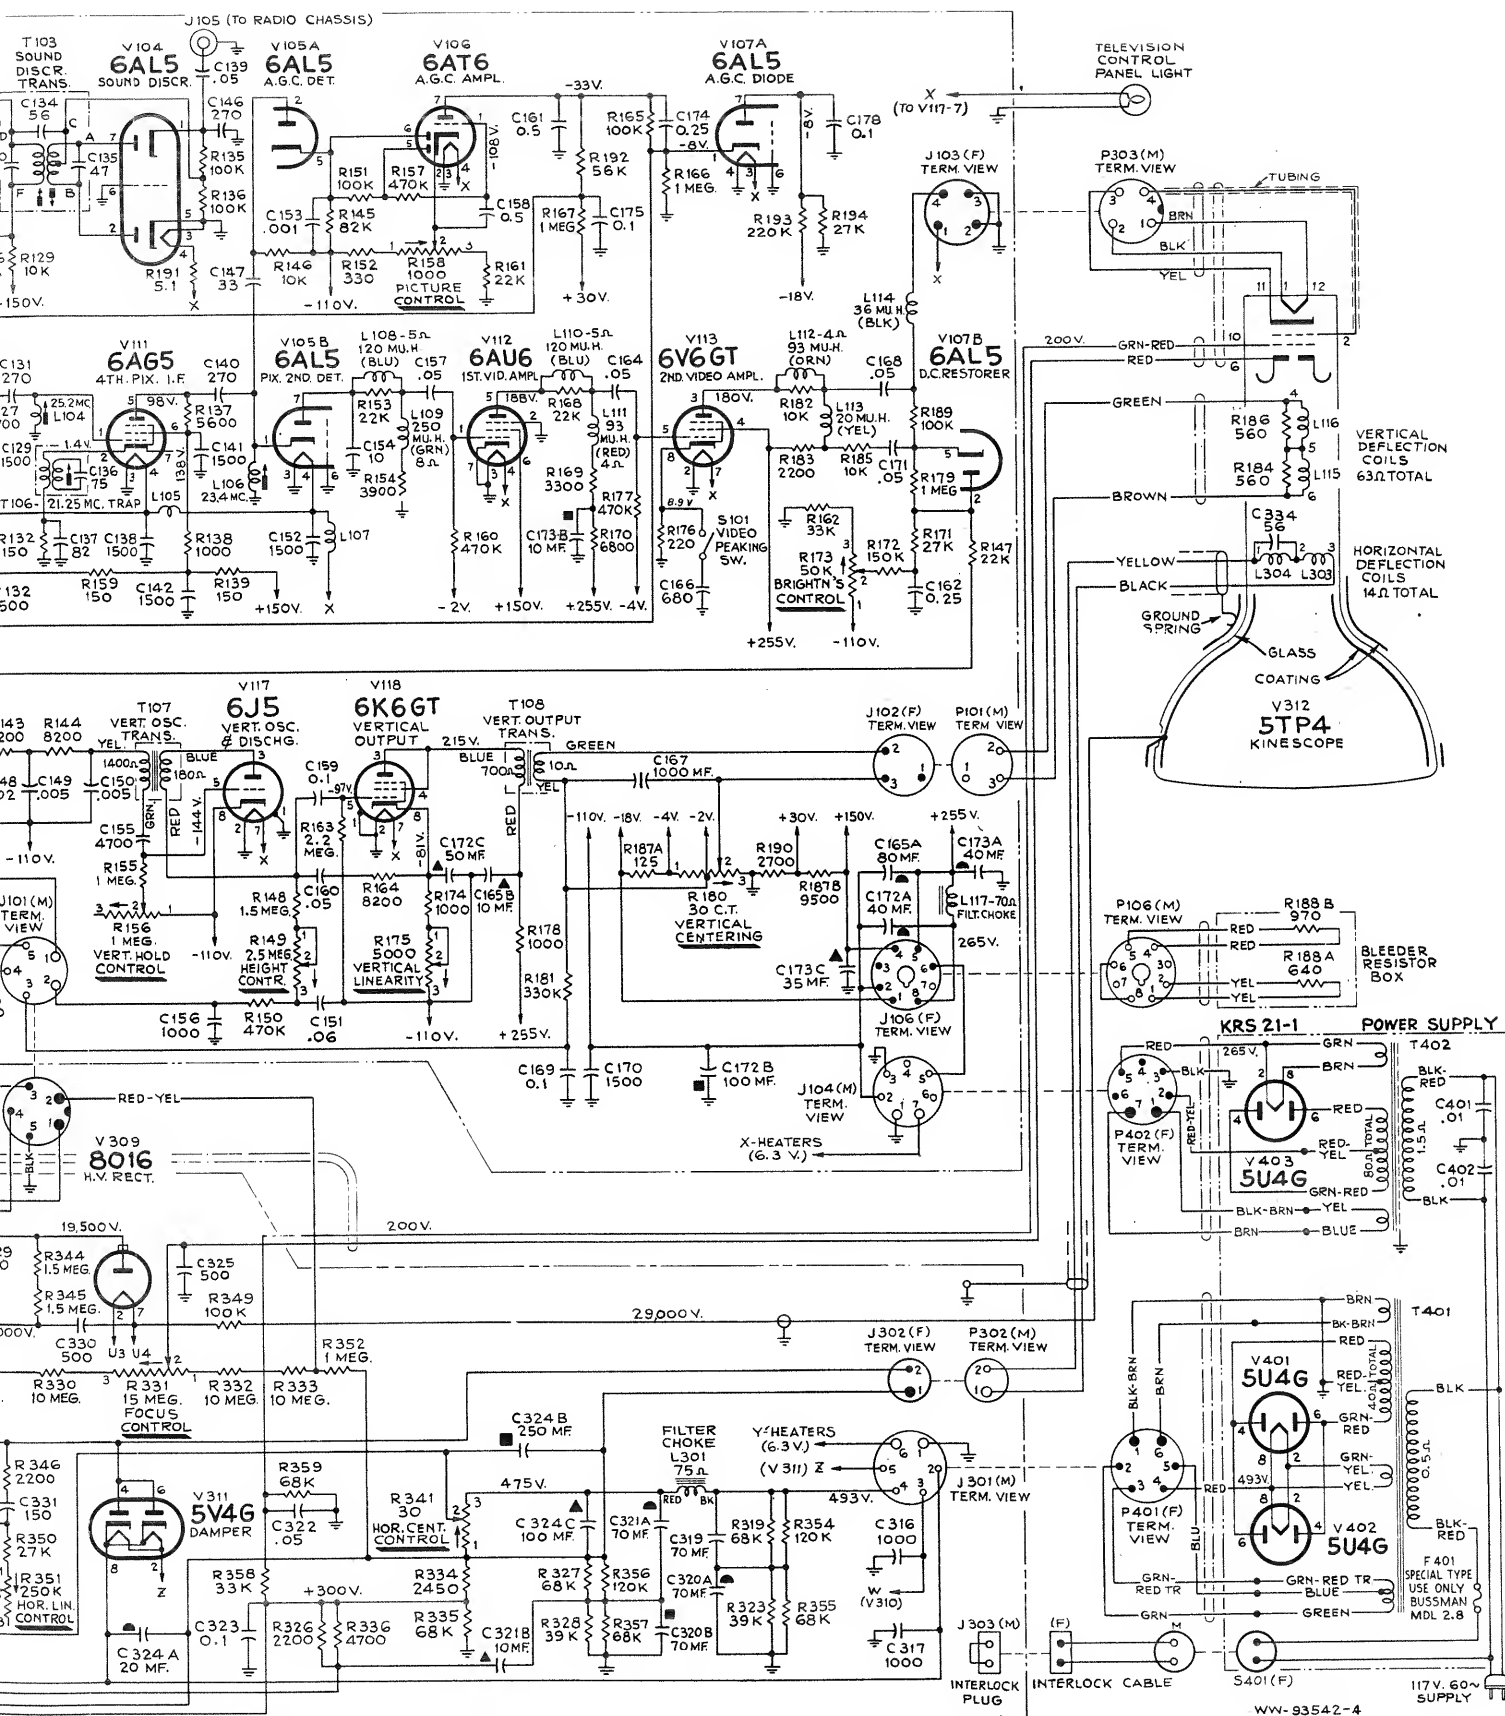 J105 (TO RADIO CHASSIS)
T103
SOUND
DISCR.
TRANS.
V104
6AL5
SOUND DISCR.
C139
.05
V105A
6AL5
A.G.C. DET.
V106
6AT6
A.G.C. AMPL.
V107A
6AL5
A.G.C. DIODE
TELEVISION
CONTROL
PANEL LIGHT
X
(TO V117-7)
C134
56
C146
270
C135
47
R135
100K
R136
100K
R129
10K
-150V.
R191
5.1
X
C147
33
C153
.001
R151
100K
R157
470K
R145
82K
R146
10K
R152
330
R158
1000
PICTURE
CONTROL
-110V.
C158
0.5
-108V.
R161
22K
C161
0.5
-33V.
R192
56K
R167
1 MEG
C175
0.1
+30V.
R165
100K
C174
0.25
-8V.
R166
1 MEG.
-8V.
C178
0.1
R193
220K
R194
27K
-18V.
J103 (F)
TERM. VIEW
P303 (M)
TERM. VIEW
TUBING
BRN
BLK
YEL
L114
36 MU.H.
(BLK)
V111
6AG5
4TH. PIX. I.F.
C131
270
25.2MC.
L104
98V.
C140
270
R137
5600
C129
1500
1.4V.
C136
75
138V.
C141
1500
T106-
21.25 MC. TRAP
L105
L106
23.4 MC.
R132
150
C137
82
C138
1500
R138
1000
R159
150
C142
1500
R139
150
+150V.
V105B
6AL5
PIX. 2ND. DET.
L108-5Ω
120 MU.H.
(BLU)
R153
22K
C157
.05
L109
250
MU.H.
(GRN)
8Ω
C154
10
R154
3900
C152
1500
L107
X
V112
6AU6
1ST. VID. AMPL.
188V.
R160
470K
-2V.
+150V.
L110-5Ω
120 MU.H.
(BLU)
R168
22K
C164
.05
L111
93
MU.H.
(RED)
4Ω
R169
3300
R177
470K
C173-B
10 MF.
R170
6800
+255V.
-4V.
V113
6V6GT
2ND. VIDEO AMPL.
180V.
8.9 V
R176
220
S101
VIDEO
PEAKING
SW.
C166
680
L112-4Ω
93 MU.H.
(ORN)
R182
10K
L113
20 MU.H.
(YEL)
R183
2200
R185
10K
C168
.05
C171
.05
R189
100K
V107B
6AL5
D.C. RESTORER
R179
1 MEG
R162
33K
R173
50K
BRIGHTN'S
CONTROL
R172
150K
R171
27K
R147
22K
C162
0.25
+255V.
-110V.
200V.
GRN-RED
RED
GREEN
R186
560
L116
R184
560
L115
VERTICAL
DEFLECTION
COILS
63Ω TOTAL
BROWN
C334
56
YELLOW
BLACK
L304
L303
HORIZONTAL
DEFLECTION
COILS
14Ω TOTAL
GROUND
SPRING
GLASS
COATING
V312
5TP4
KINESCOPE
R144
8200
T107
VERT. OSC.
TRANS.
YEL.
1400Ω
BLUE
180Ω
C149
.005
C150
.005
GRN
RED
-144V.
-110V.
C155
4700
R155
1 MEG.
R156
1 MEG.
VERT. HOLD
CONTROL
J101 (M)
TERM.
VIEW
V117
6J5
VERT. OSC.
& DISCHG.
X
-110V.
C159
0.1
-97V.
R163
2.2
MEG.
V118
6K6GT
VERTICAL
OUTPUT
215V.
-81V.
X
R148
1.5 MEG.
C160
.05
R164
8200
R174
1000
C172C
50 MF.
C165B
10 MF.
R149
2.5 MEG
HEIGHT
CONTR.
R175
5000
VERTICAL
LINEARITY
C156
1000
R150
470K
C151
.06
-110V.
T108
VERT. OUTPUT
TRANS.
BLUE
700Ω
10Ω
GREEN
YEL
RED
C167
1000 MF.
R178
1000
R181
330K
+255V.
-110V.
-18V.
-4V.
-2V.
+30V.
+150V.
+255V.
R187A
125
R180
30 C.T.
VERTICAL
CENTERING
R190
2700
R187B
9500
C165A
80 MF.
C173A
40 MF.
C172A
40 MF.
L117-70Ω
FILT. CHOKE
265V.
C173C
35 MF.
J102 (F)
TERM. VIEW
P101 (M)
TERM VIEW
J106 (F)
TERM. VIEW
C169
0.1
C170
1500
C172B
100 MF.
J104 (M)
TERM.
VIEW
X-HEATERS
(6.3 V.)
P106 (M)
TERM. VIEW
RED
RED
YEL
YEL
R188B
970
R188A
640
BLEEDER
RESISTOR
BOX
KRS 21-1
POWER SUPPLY
RED
265V.
GRN
BRN
T402
BLK
RED
RED-YEL
P402 (F)
TERM.
VIEW
V403
5U4G
RED-
YEL
80Ω TOTAL
1.5Ω
BLK-
RED
C401
.01
C402
.01
BLK
GRN-RED
BLK-BRN
YEL
BRN
BLUE
RED-YEL
V309
8016
H.V. RECT.
BLK
19,500V.
200V.
R344
1.5 MEG.
R345
1.5 MEG.
C325
500
R349
100K
C330
500
U3 U4
29,000V.
R352
1 MEG.
R330
10 MEG.
R331
15 MEG.
FOCUS
CONTROL
R332
10 MEG.
R333
10 MEG.
J302 (F)
TERM. VIEW
P302 (M)
TERM. VIEW
BRN
BK-BRN
RED
T401
BLK-BRN
BRN
V401
5U4G
RED-
YEL.
40Ω TOTAL
GRN-
RED
BLK
0.5Ω
GRN-
YEL.
YEL.
493V.
RED
P401 (F)
TERM.
VIEW
BLU
V402
5U4G
BLK-
RED
F401
SPECIAL TYPE
USE ONLY
BUSSMAN
MDL 2.8
GRN-
RED TR
GRN-RED TR
BLUE
GRN
GREEN
R346
2200
C331
150
R350
27K
R351
250K
HOR. LIN.
CONTROL
V311
5V4G
DAMPER
Z
R359
68K
C322
.05
R358
33K
C323
0.1
C324A
20 MF.
+300V.
R326
2200
R336
4700
R341
30
HOR. CENT.
CONTROL
R334
2450
R335
68K
C324B
250 MF.
475V.
C324C
100 MF.
C321A
70 MF.
FILTER
CHOKE
L301
75Ω
RED
BK
C319
70 MF.
R319
68K
R354
120K
R327
68K
R356
120K
C320A
70 MF.
R328
39K
R357
68K
C320B
70 MF.
R323
39K
R355
68K
C321B
10 MF.
Y-HEATERS
(6.3 V.)
(V311) Z
493V.
J301 (M)
TERM. VIEW
C316
1000
W
(V310)
C317
1000
J303 (M)
INTERLOCK
PLUG
(F)
INTERLOCK CABLE
M
S401 (F)
117 V. 60~
SUPPLY
WW-93542-4